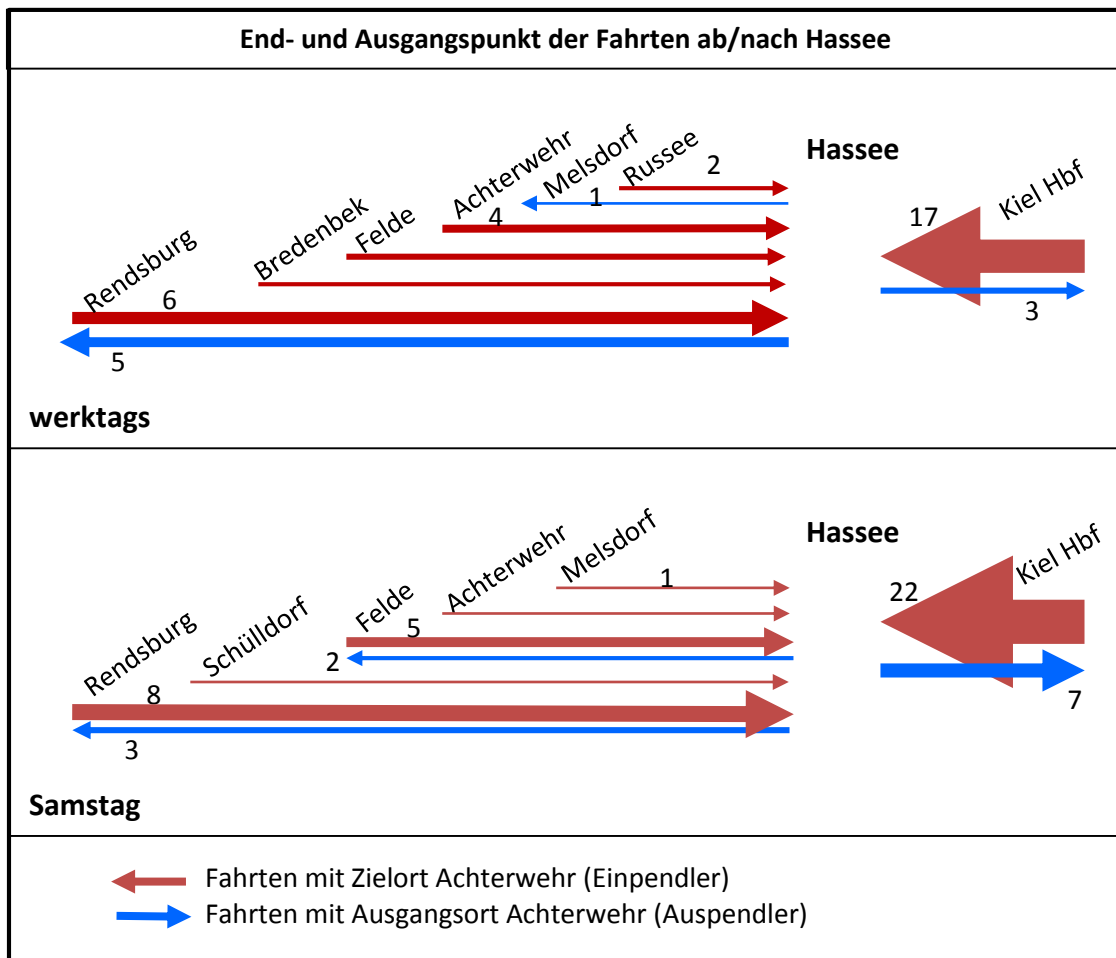 End- und Ausgangspunkt der Fahrten ab/nach Hassee
Hassee
Rendsburg
Bredenbek
Felde
Achterwehr
Melsdorf
Russee
Kiel Hbf
2
1
4
6
5
17
3
werktags
Hassee
Rendsburg
Schülldorf
Felde
Achterwehr
Melsdorf
Kiel Hbf
1
5
2
8
3
22
7
Samstag
Fahrten mit Zielort Achterwehr (Einpendler)
Fahrten mit Ausgangsort Achterwehr (Auspendler)